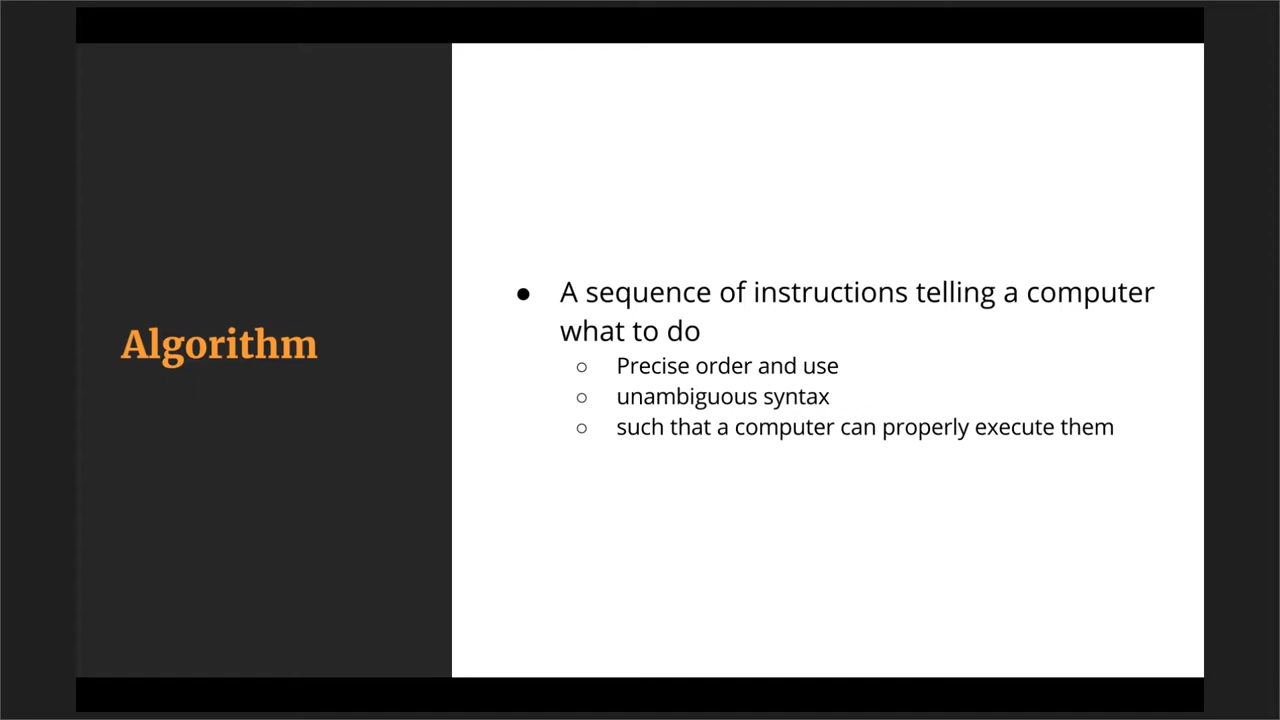 Algorithm
● A sequence of instructions telling a computer
what to do
○ Precise order and use
○ unambiguous syntax
○ such that a computer can properly execute them